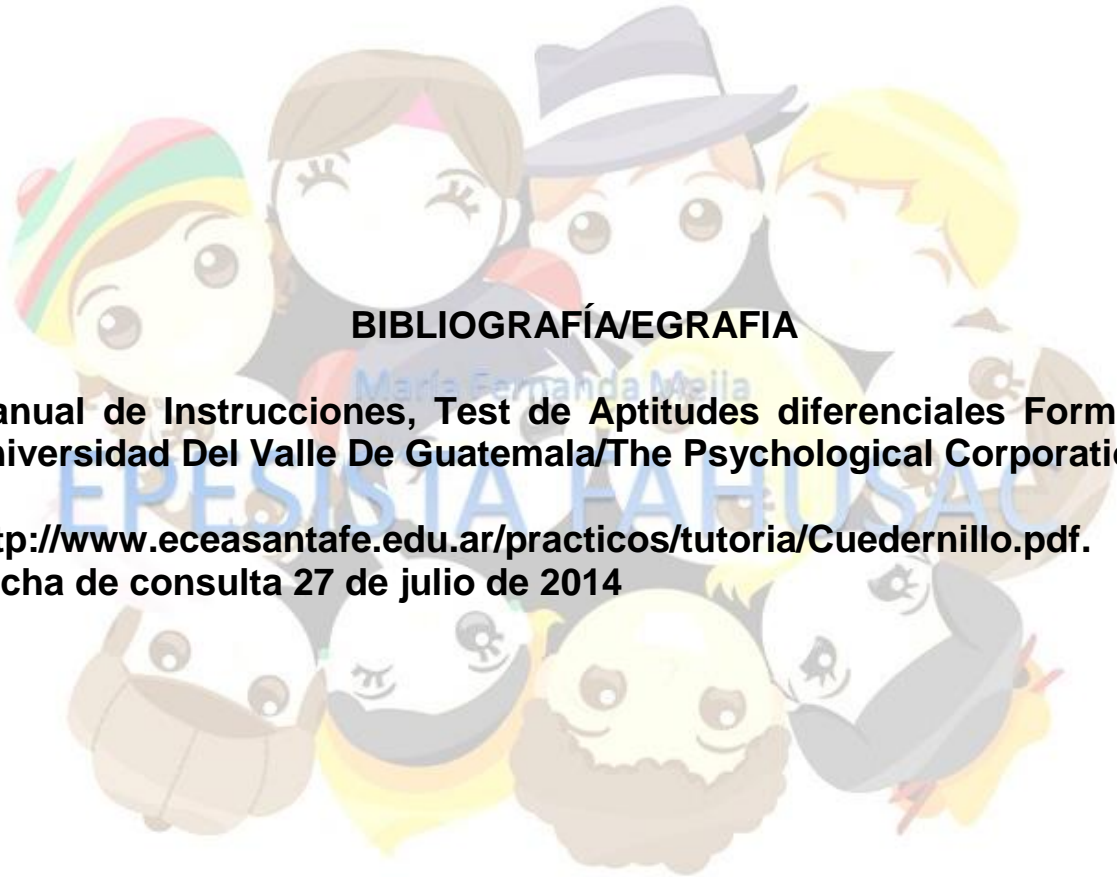 BIBLIOGRAFÍA/EGRAFIA
María Fernanda Mejia
anual de Instrucciones, Test de Aptitudes diferenciales Form
niversidad Del Valle De Guatemala/The Psychological Corporatio
EPESISTA FAHUSAC
tp://www.eceasantafe.edu.ar/practicos/tutoria/Cuedernillo.pdf.
cha de consulta 27 de julio de 2014